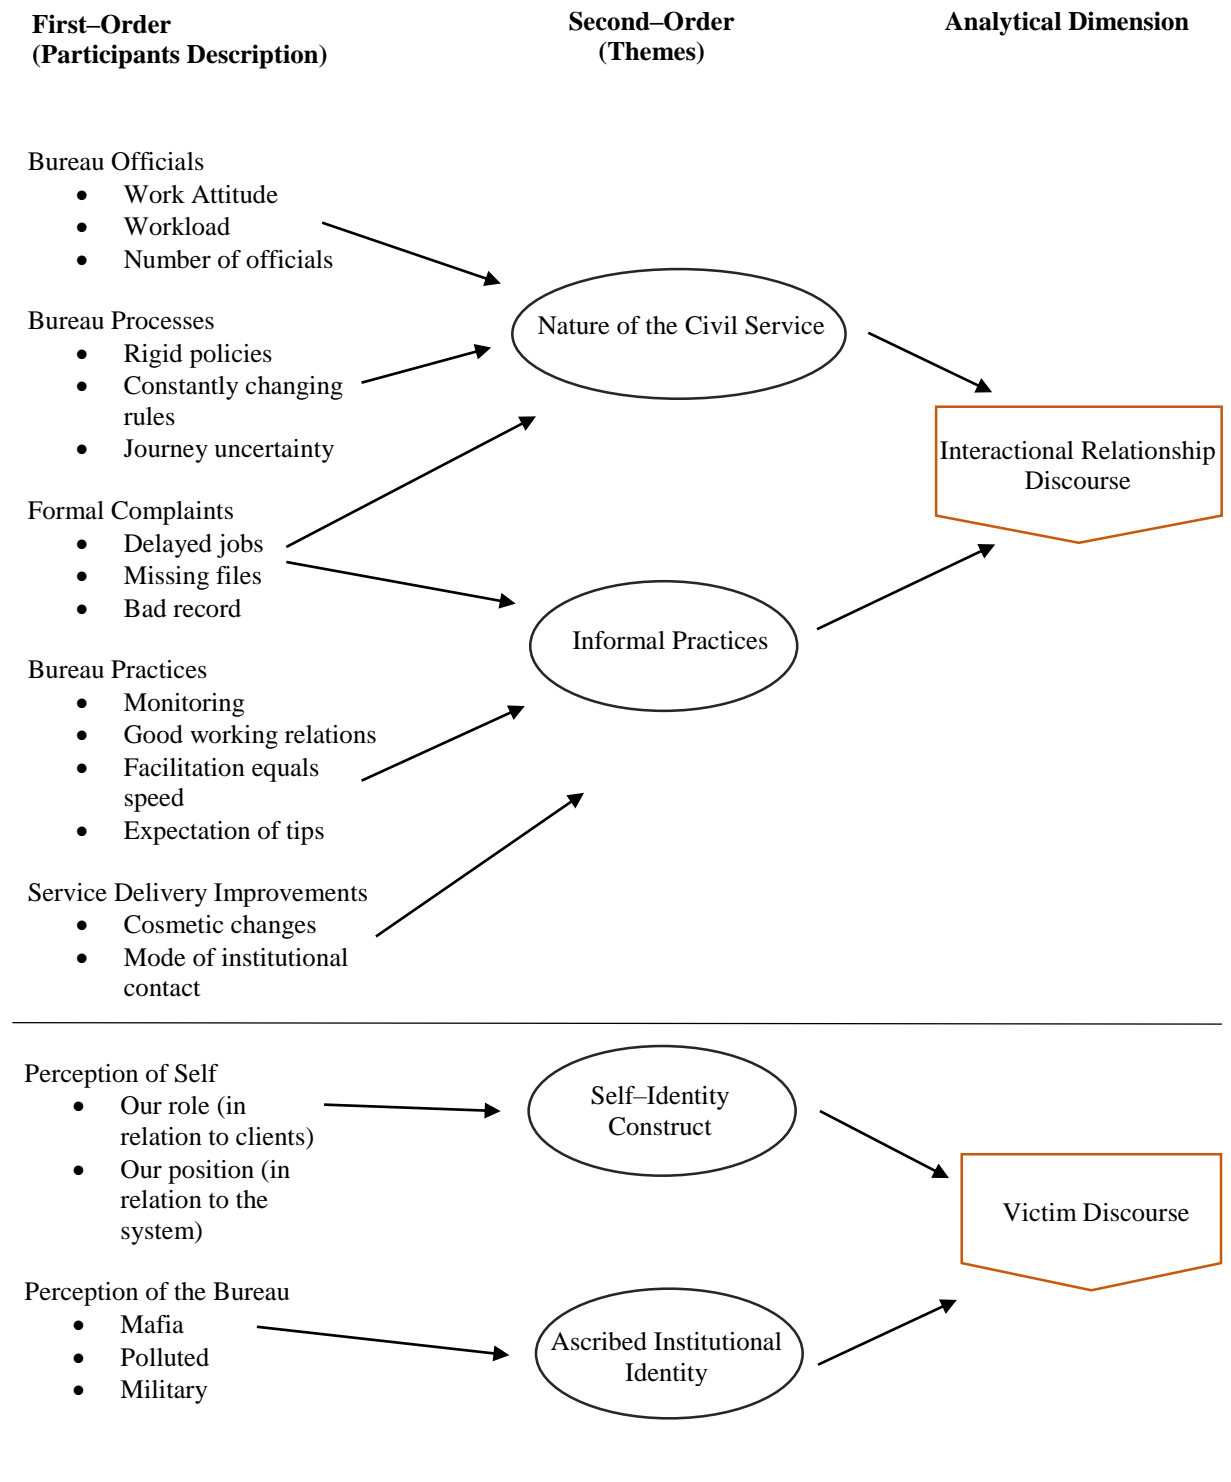 First–Order
(Participants Description)
Second–Order
(Themes)
Analytical Dimension
Bureau Officials
• Work Attitude
• Workload
• Number of officials
Bureau Processes
• Rigid policies
• Constantly changing
rules
• Journey uncertainty
Formal Complaints
• Delayed jobs
• Missing files
• Bad record
Bureau Practices
• Monitoring
• Good working relations
• Facilitation equals
speed
• Expectation of tips
Service Delivery Improvements
• Cosmetic changes
• Mode of institutional
contact
Nature of the Civil Service
Informal Practices
Interactional Relationship
Discourse
Perception of Self
• Our role (in
relation to clients)
• Our position (in
relation to the
system)
Perception of the Bureau
• Mafia
• Polluted
• Military
Self–Identity
Construct
Ascribed Institutional
Identity
Victim Discourse